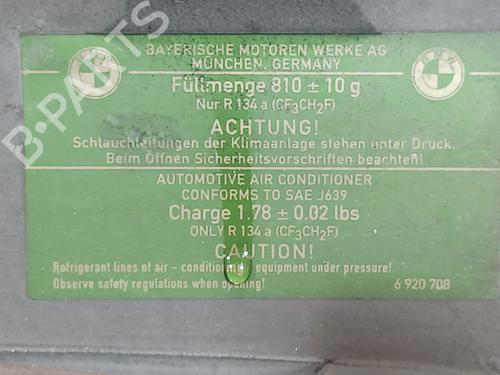 BAYERISCHE MOTOREN WERKE AG
MÜNCHEN, GERMANY
Füllmenge 810 ± 10 g
Nur R 134 a (CF3CH2F)
ACHTUNG!
Schlauchleitungen der Klimaanlage stehen unter Druck.
Beim Öffnen Sicherheitsvorschriften beachten!
AUTOMOTIVE AIR CONDITIONER
CONFORMS TO SAE J639
Charge 1.78 ± 0.02 lbs
ONLY R 134 a (CF3CH2F)
CAUTION!
Refrigerant lines of air - conditioning equipment under pressure!
Observe safety regulations when opening!
6 920 708
B-PARTS